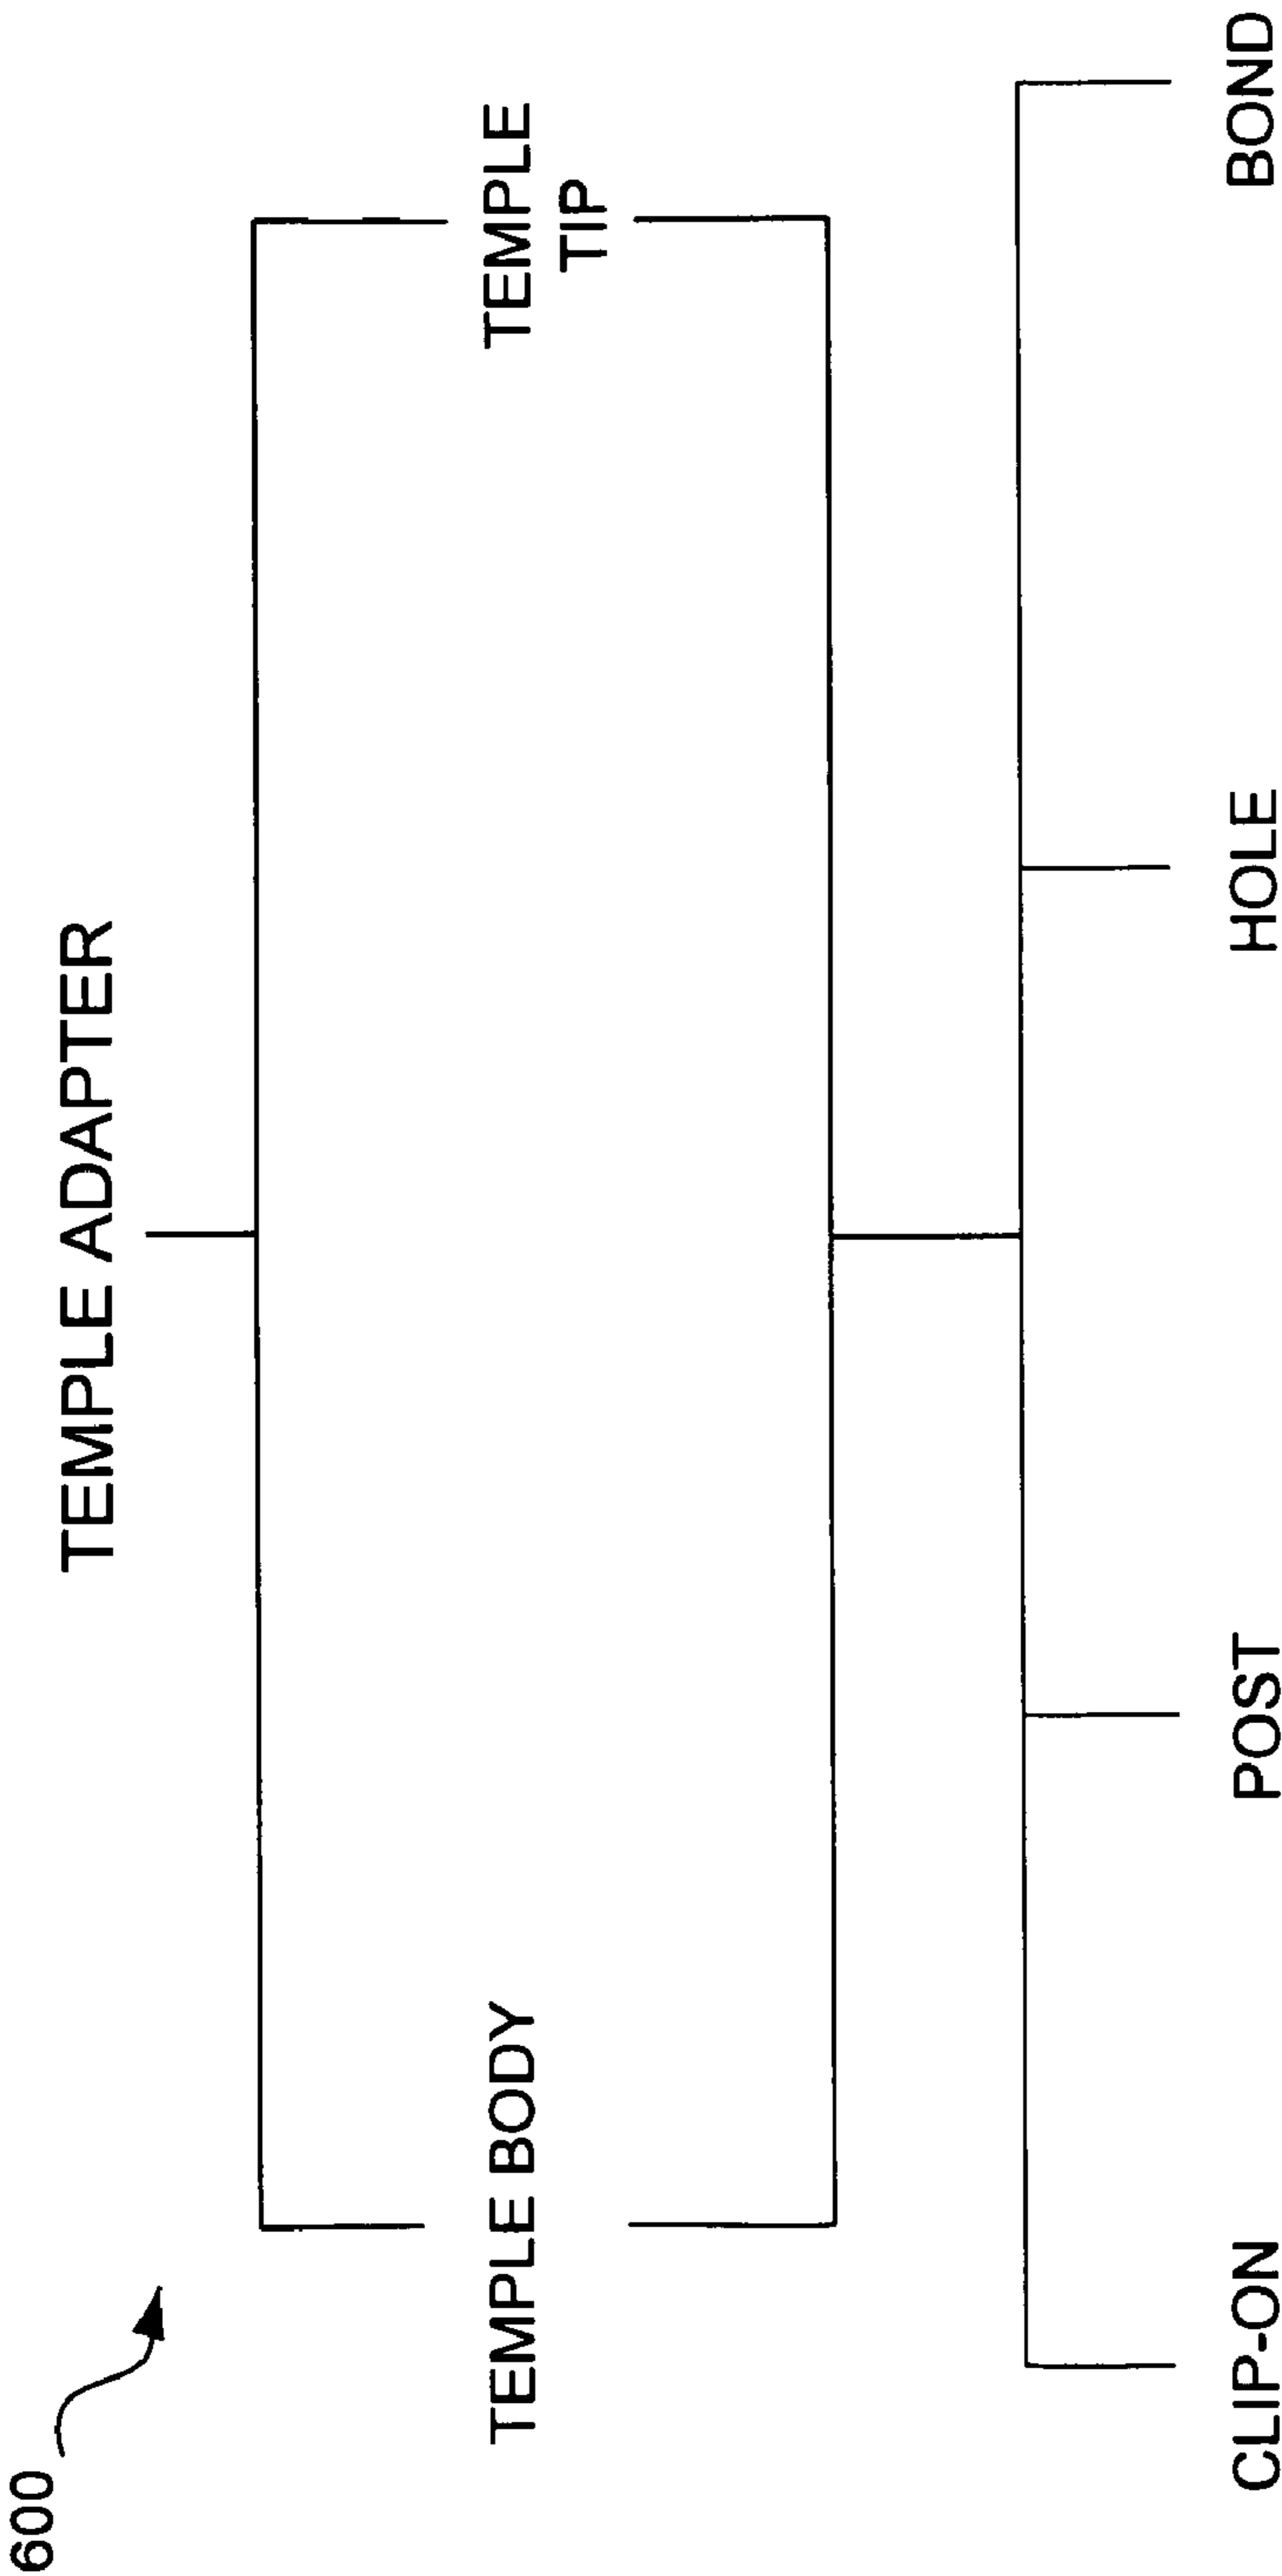 600
TEMPLE ADAPTER
TEMPLE BODY
TEMPLE
TIP
CLIP-ON
POST
HOLE
BOND